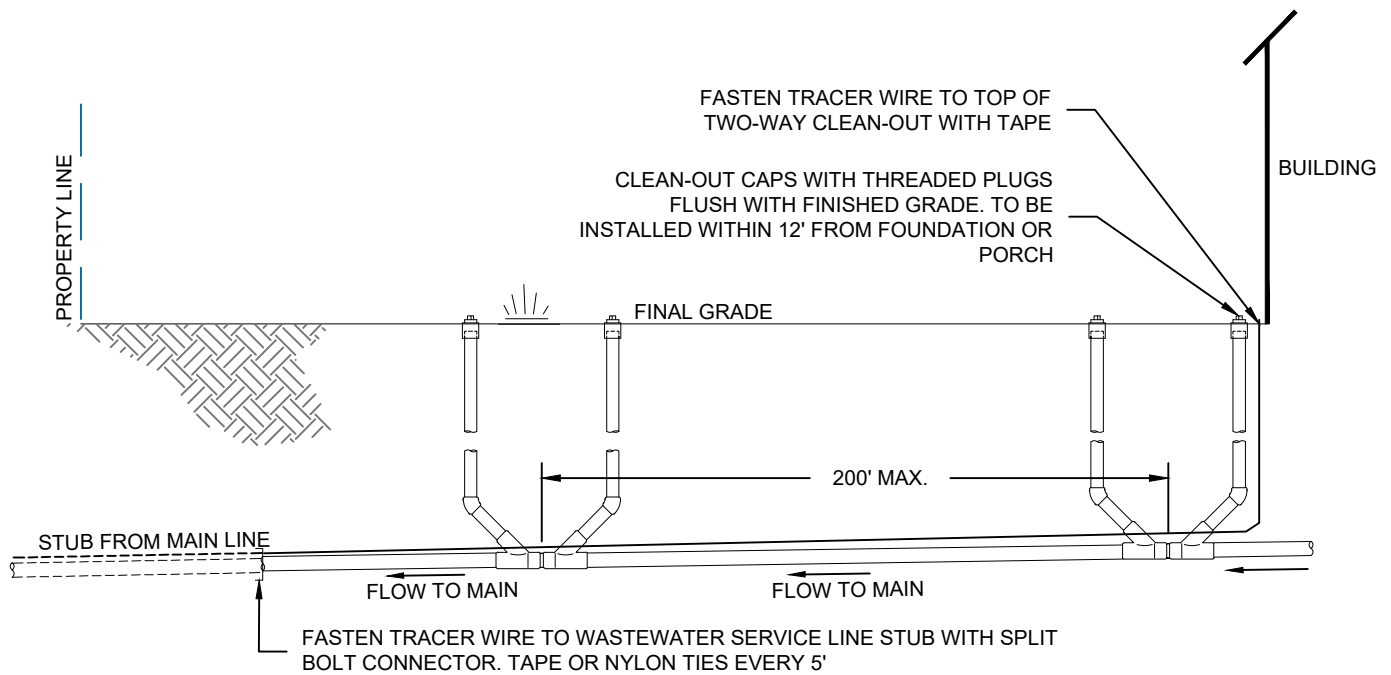 FASTEN TRACER WIRE TO TOP OF
TWO-WAY CLEAN-OUT WITH TAPE
BUILDING
PROPERTY LINE
CLEAN-OUT CAPS WITH THREADED PLUGS
FLUSH WITH FINISHED GRADE. TO BE
INSTALLED WITHIN 12' FROM FOUNDATION OR
PORCH
FINAL GRADE
200' MAX.
STUB FROM MAIN LINE
FLOW TO MAIN
FLOW TO MAIN
FASTEN TRACER WIRE TO WASTEWATER SERVICE LINE STUB WITH SPLIT
BOLT CONNECTOR. TAPE OR NYLON TIES EVERY 5'